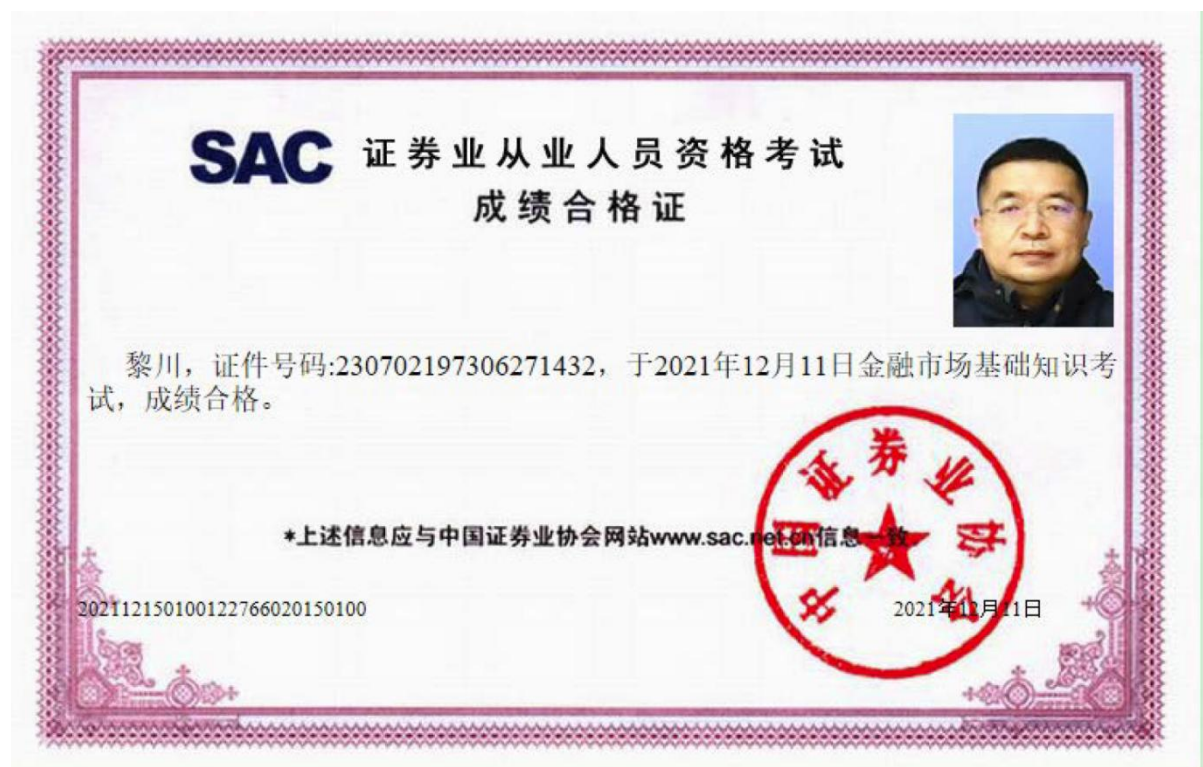 SAC 证券业从业人员资格考试
成绩合格证
黎川，证件号码:230702197306271432，于2021年12月11日金融市场基础知识考
试，成绩合格。
*上述信息应与中国证券业协会网站www.sac.net.cn信息一致。
中国证券业协会
202112150100122766020150100
2021年12月11日